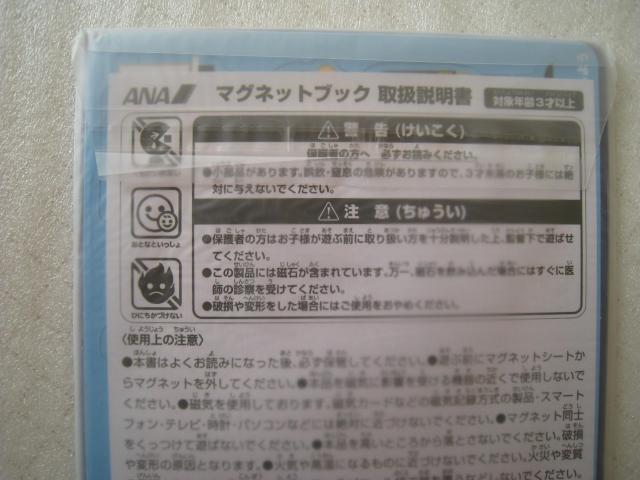 ANA マグネットブック 取扱説明書 対象年齢3才以上
⚠警 告(けいこく)
保護者の方へ 必ずお読みください。
●小部品があります。誤飲・窒息の危険がありますので、3才未満のお子様には絶
対に与えないでください。
⚠注 意(ちゅうい)
●保護者の方はお子様が遊ぶ前に取り扱い方を十分説明した上、監督下で遊ばせ
てください。
おとなといっしょ
●この製品には磁石が含まれています。万一、磁石を飲み込んだ場合にはすぐに医
師の診察を受けてください。
●破損や変形をした場合にはご使用をおやめください。
ひにちかづけない
〈使用上の注意〉
●本書はよくお読みになった後、必ず保管してください。●遊ぶ前にマグネットシートか
らマグネットを外してください。●本品を磁気に影響を受ける機器の近くで使用しないで
ください。●磁気を使用しております。磁気カードなどの磁気記録方式の製品・スマート
フォン・テレビ・時計・パソコンなどには絶対に近づけないでください。●マグネット同士
をくっつけて遊ばないでください。●本品を高いところから落とさないでください。破損
や変形の原因となります。●火気や高温になるものに近づけないでください。火災や変質